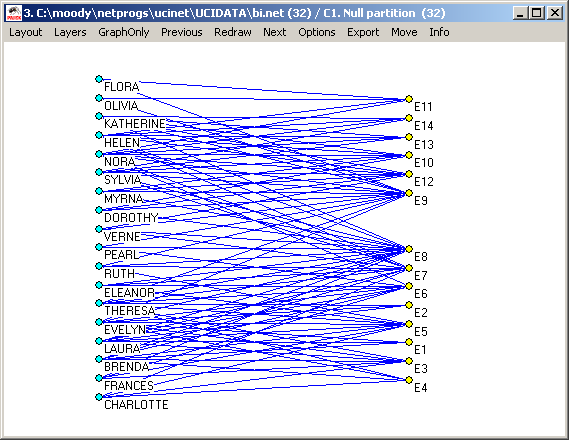 3. C:\moody\netprogs\ucinet\UCIDATA\bi.net (32) / C1. Null partition (32)
Layout Layers GraphOnly Previous Redraw Next Options Export Move Info
FLORA
OLIVIA
KATHERINE
HELEN
NORA
SYLVIA
MYRNA
DOROTHY
VERNE
PEARL
RUTH
ELEANOR
THERESA
EVELYN
LAURA
BRENDA
FRANCES
CHARLOTTE
E11
E14
E13
E10
E12
E9
E8
E7
E6
E2
E5
E1
E3
E4